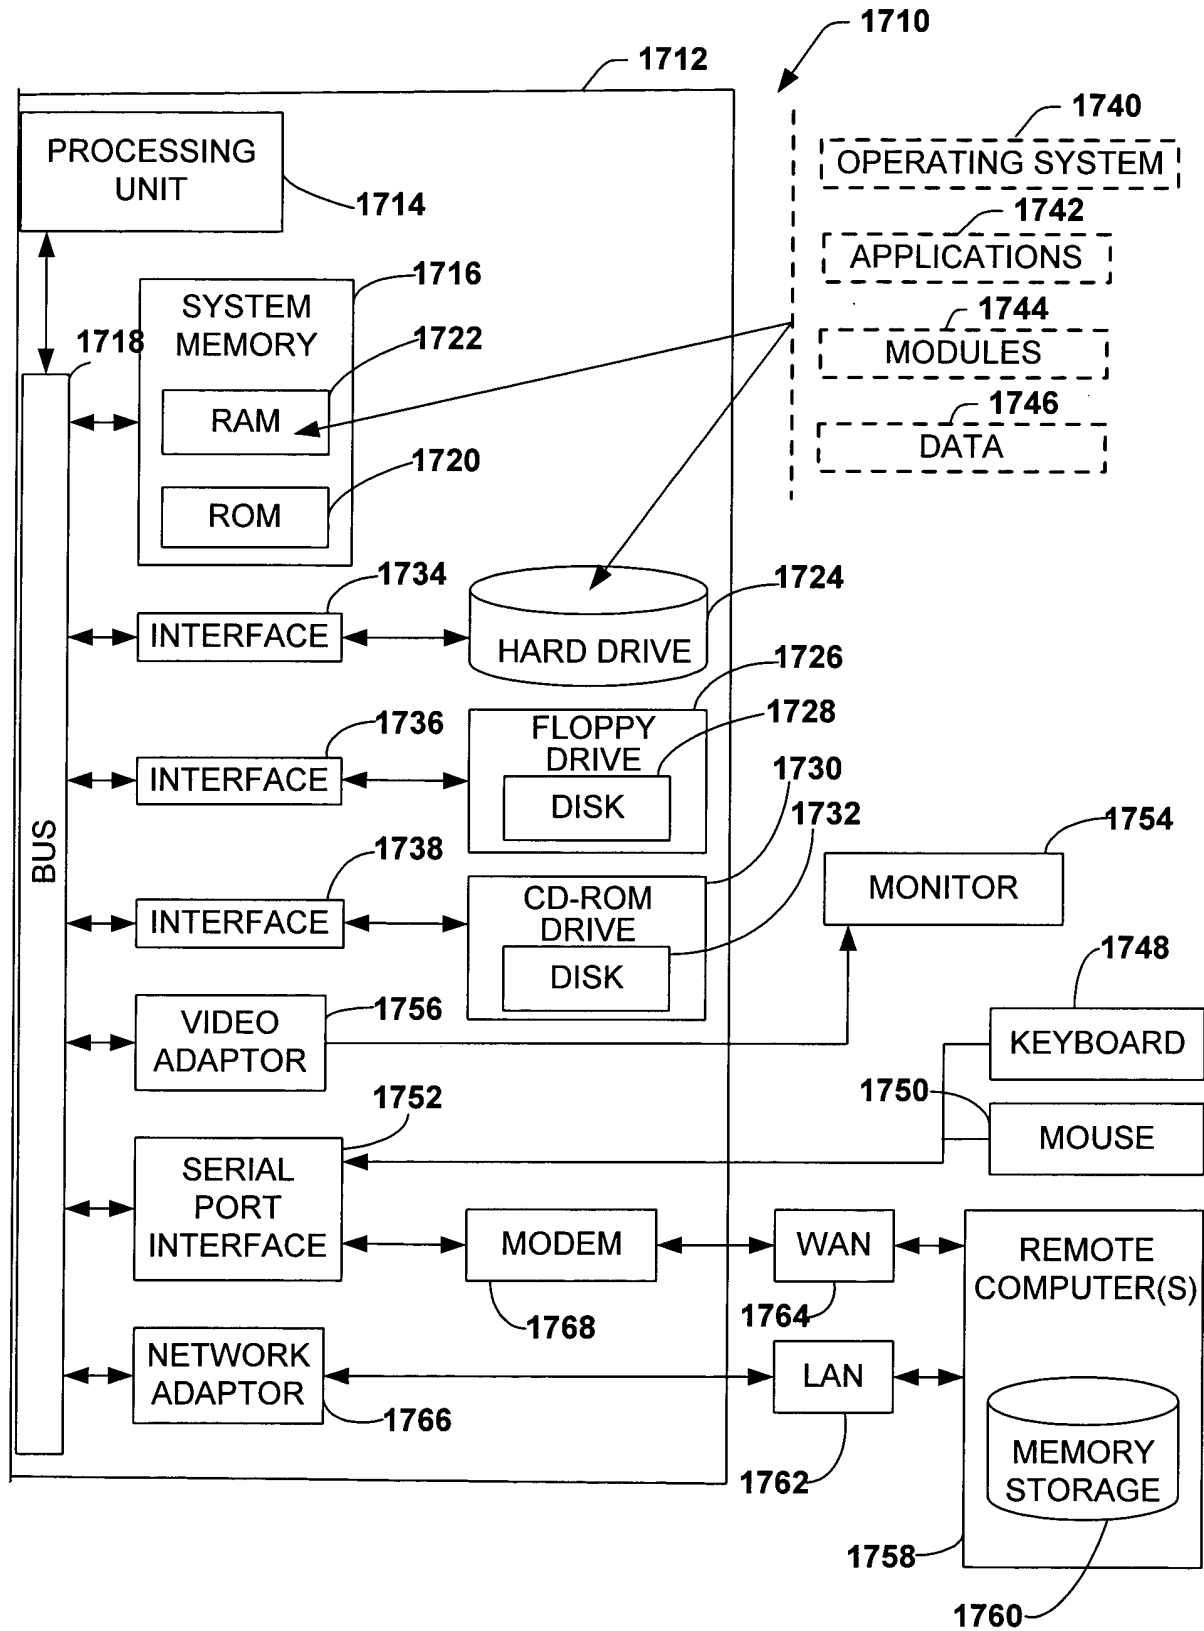 1710
1712
1740
PROCESSING
UNIT
OPERATING SYSTEM
1714
1742
APPLICATIONS
1716
SYSTEM
MEMORY
1718
1722
1744
MODULES
RAM
1746
DATA
1720
ROM
1734
1724
INTERFACE
HARD DRIVE
1726
1736
1728
FLOPPY
DRIVE
INTERFACE
1730
DISK
1732
1754
BUS
1738
MONITOR
CD-ROM
DRIVE
INTERFACE
1748
DISK
1756
VIDEO
ADAPTOR
KEYBOARD
1752
1750
MOUSE
SERIAL
PORT
INTERFACE
MODEM
WAN
REMOTE
COMPUTER(S)
1768
1764
NETWORK
ADAPTOR
LAN
1766
1762
MEMORY
STORAGE
1758
1760